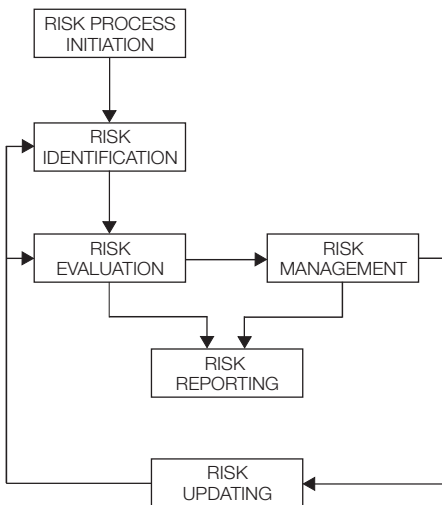 RISK PROCESS
INITIATION
RISK
IDENTIFICATION
RISK
EVALUATION
RISK
MANAGEMENT
RISK
REPORTING
RISK
UPDATING